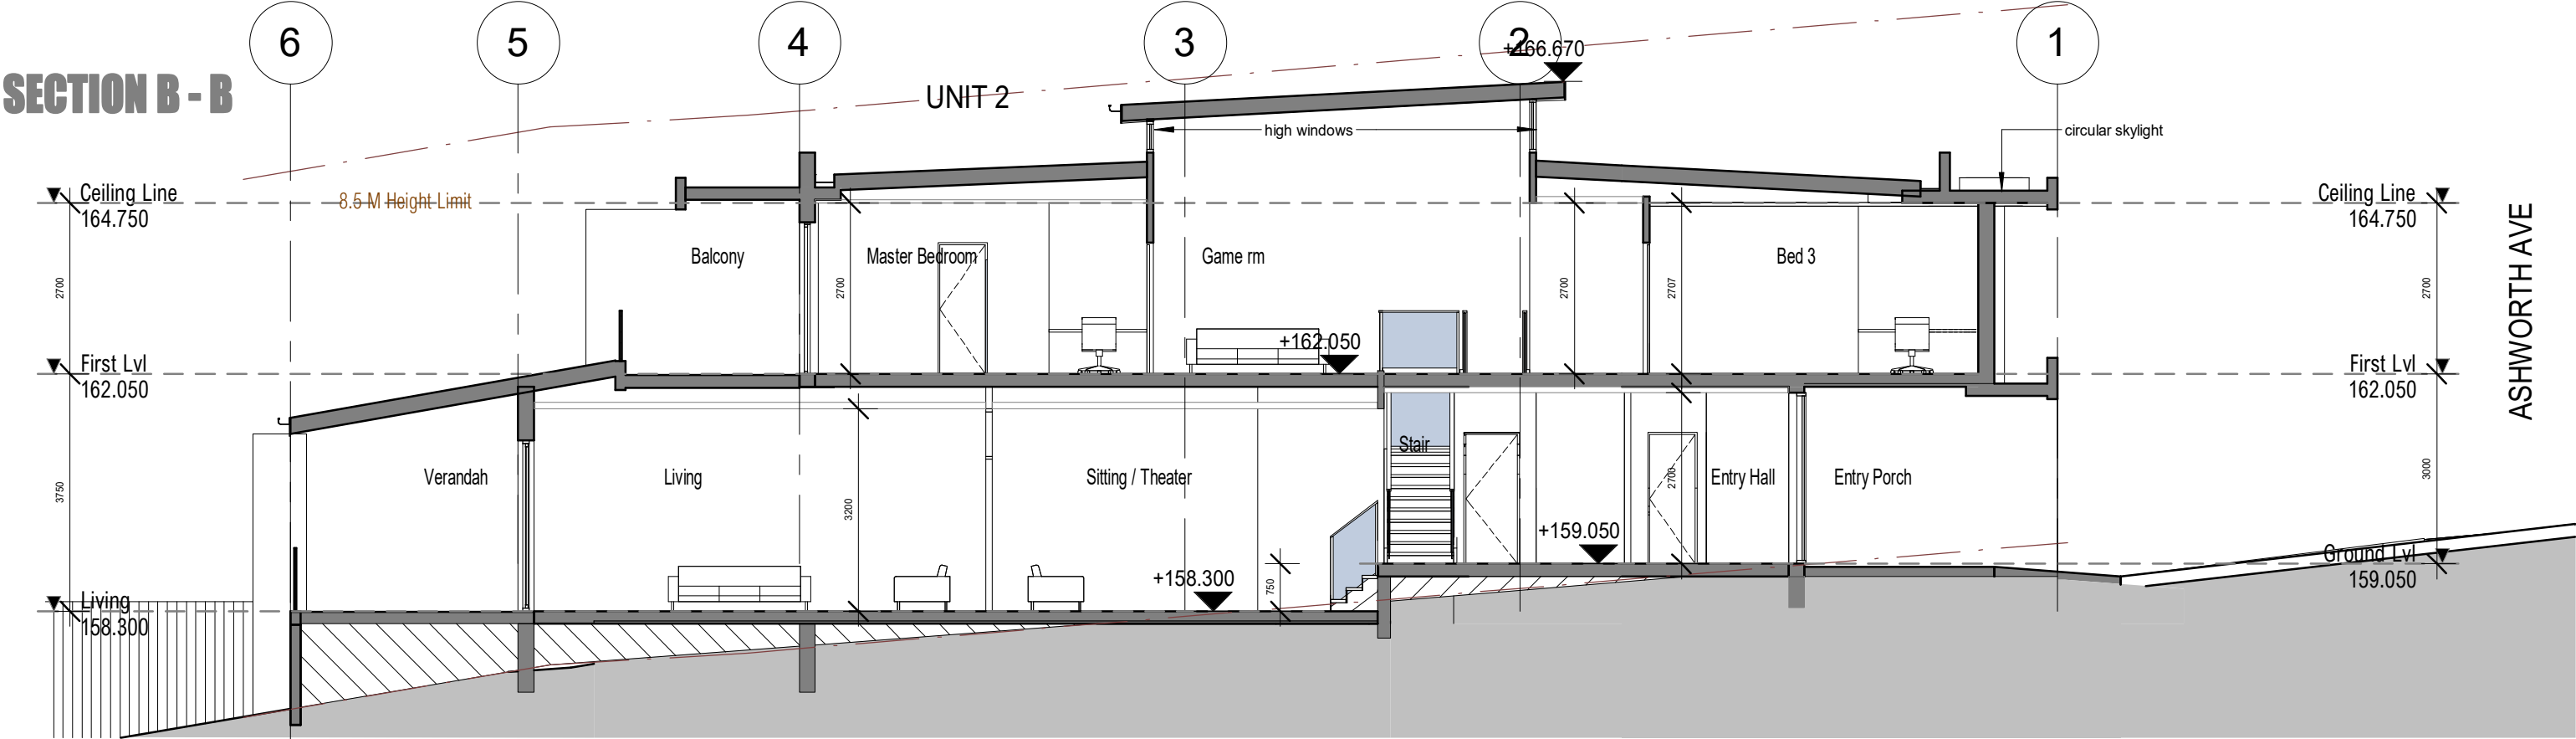 6
5
4
3
2
1
+166.670
SECTION B - B
UNIT 2
high windows
circular skylight
Ceiling Line
164.750
8.5 M Height Limit
Ceiling Line
164.750
ASHWORTH AVE
Balcony
Master Bedroom
Game rm
Bed 3
2700
2700
2700
2707
2700
+162.050
First Lvl
162.050
First Lvl
162.050
Stair
Verandah
Living
Sitting / Theater
Entry Hall
Entry Porch
3750
3200
2700
3000
+159.050
Ground Lvl
159.050
+158.300
750
Living
158.300